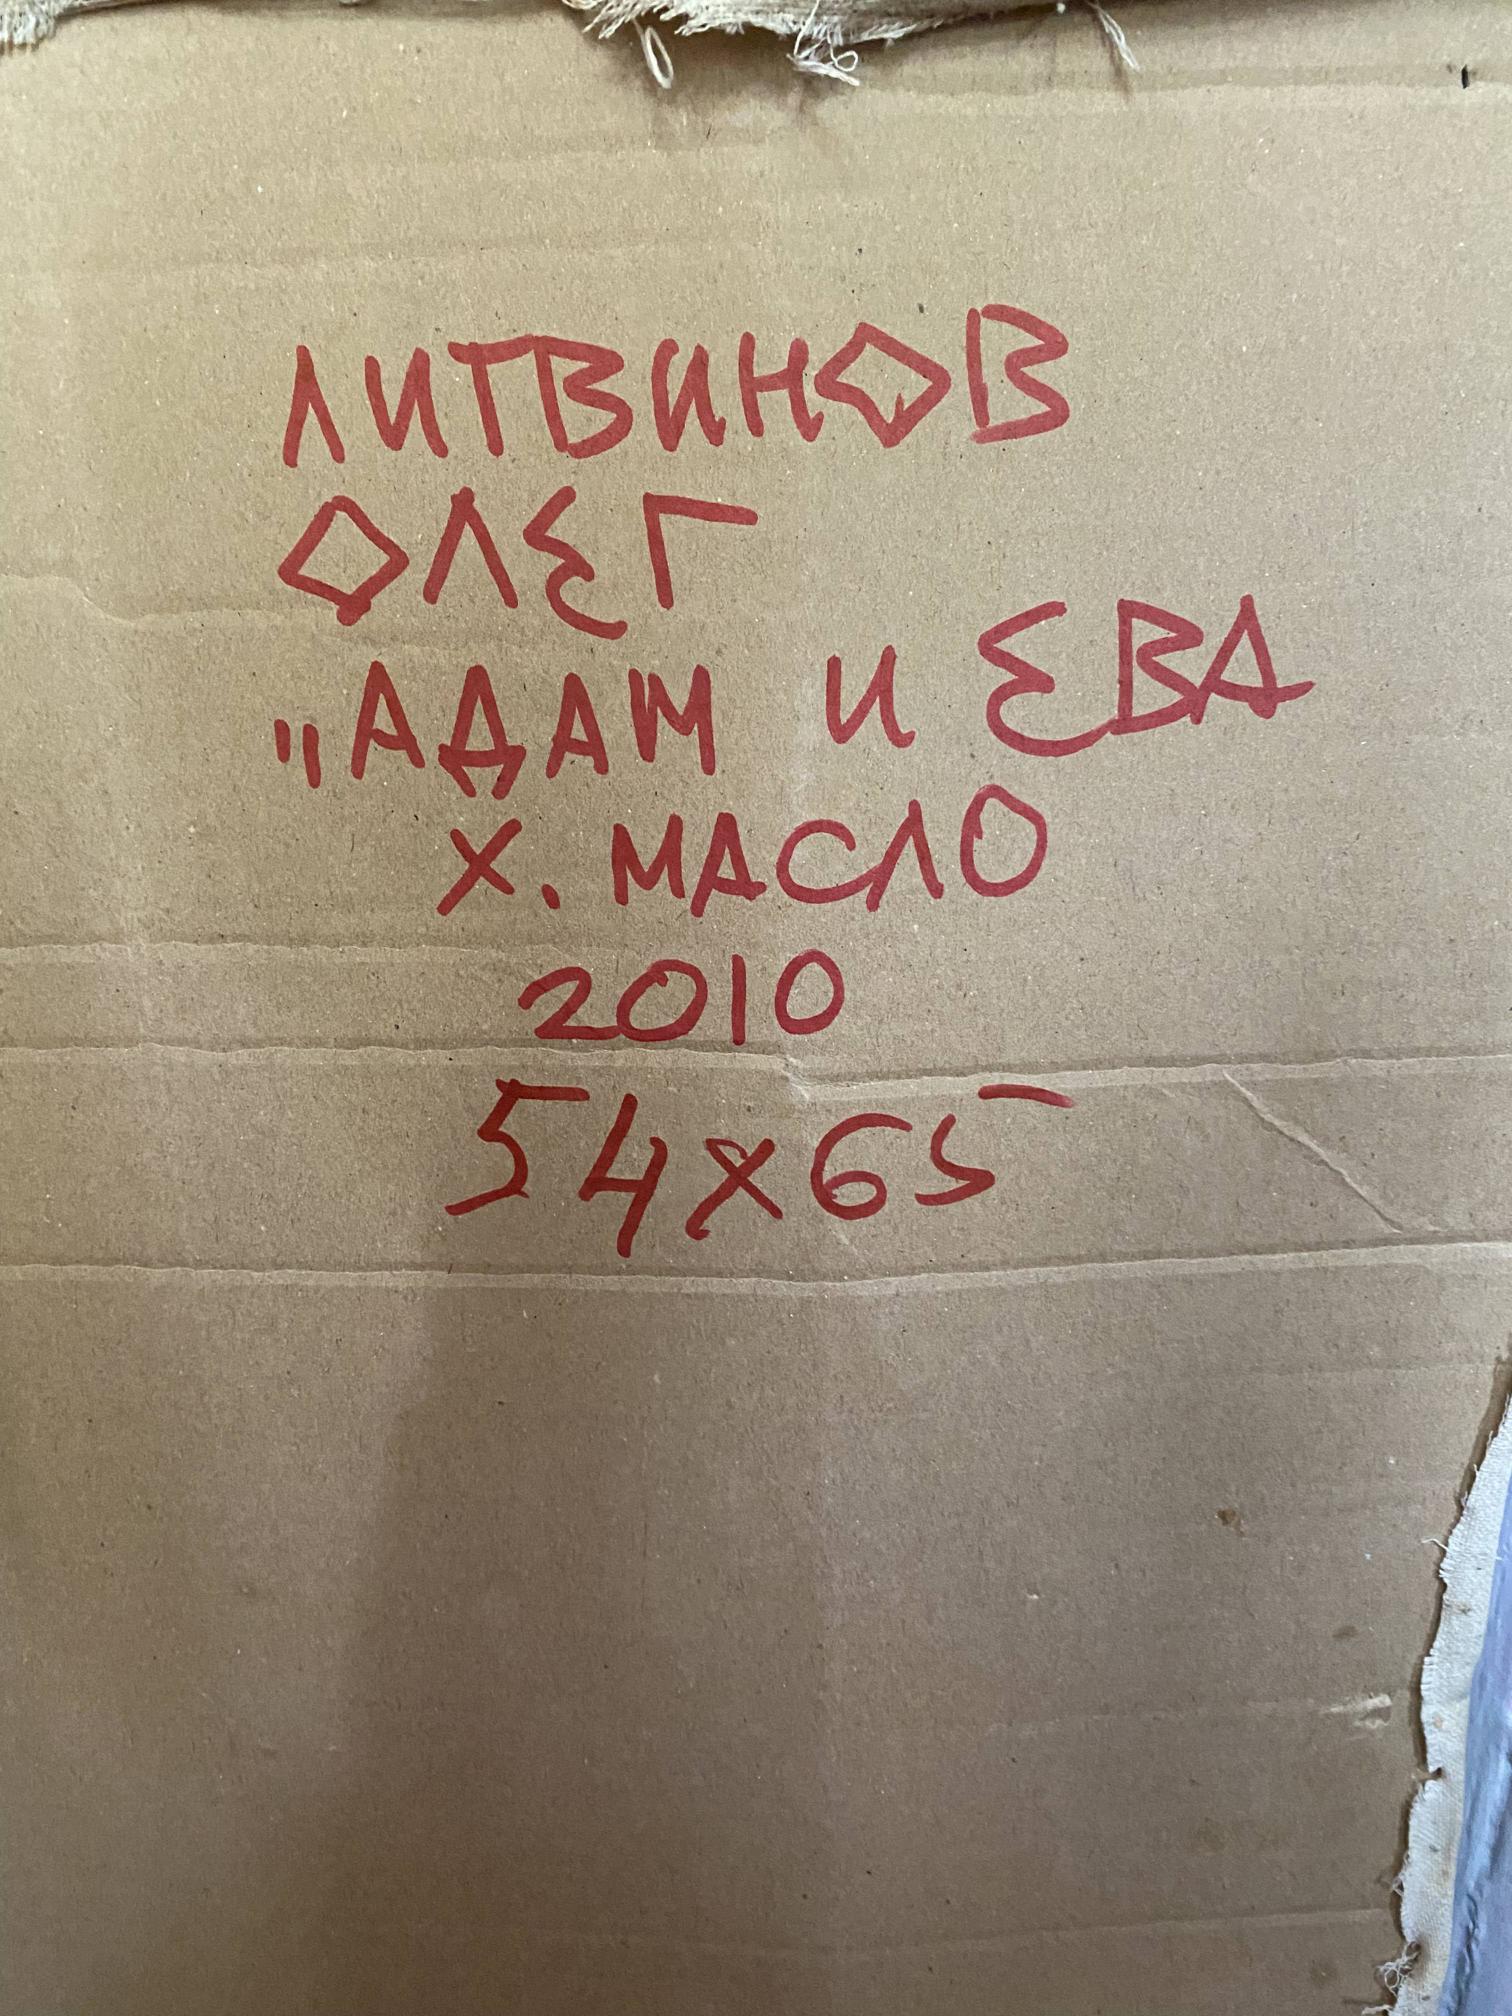 ЛИТВИНОВ
ОЛЕГ
„АДАМ И ЕВА
Х. МАСЛО
2010
54х65